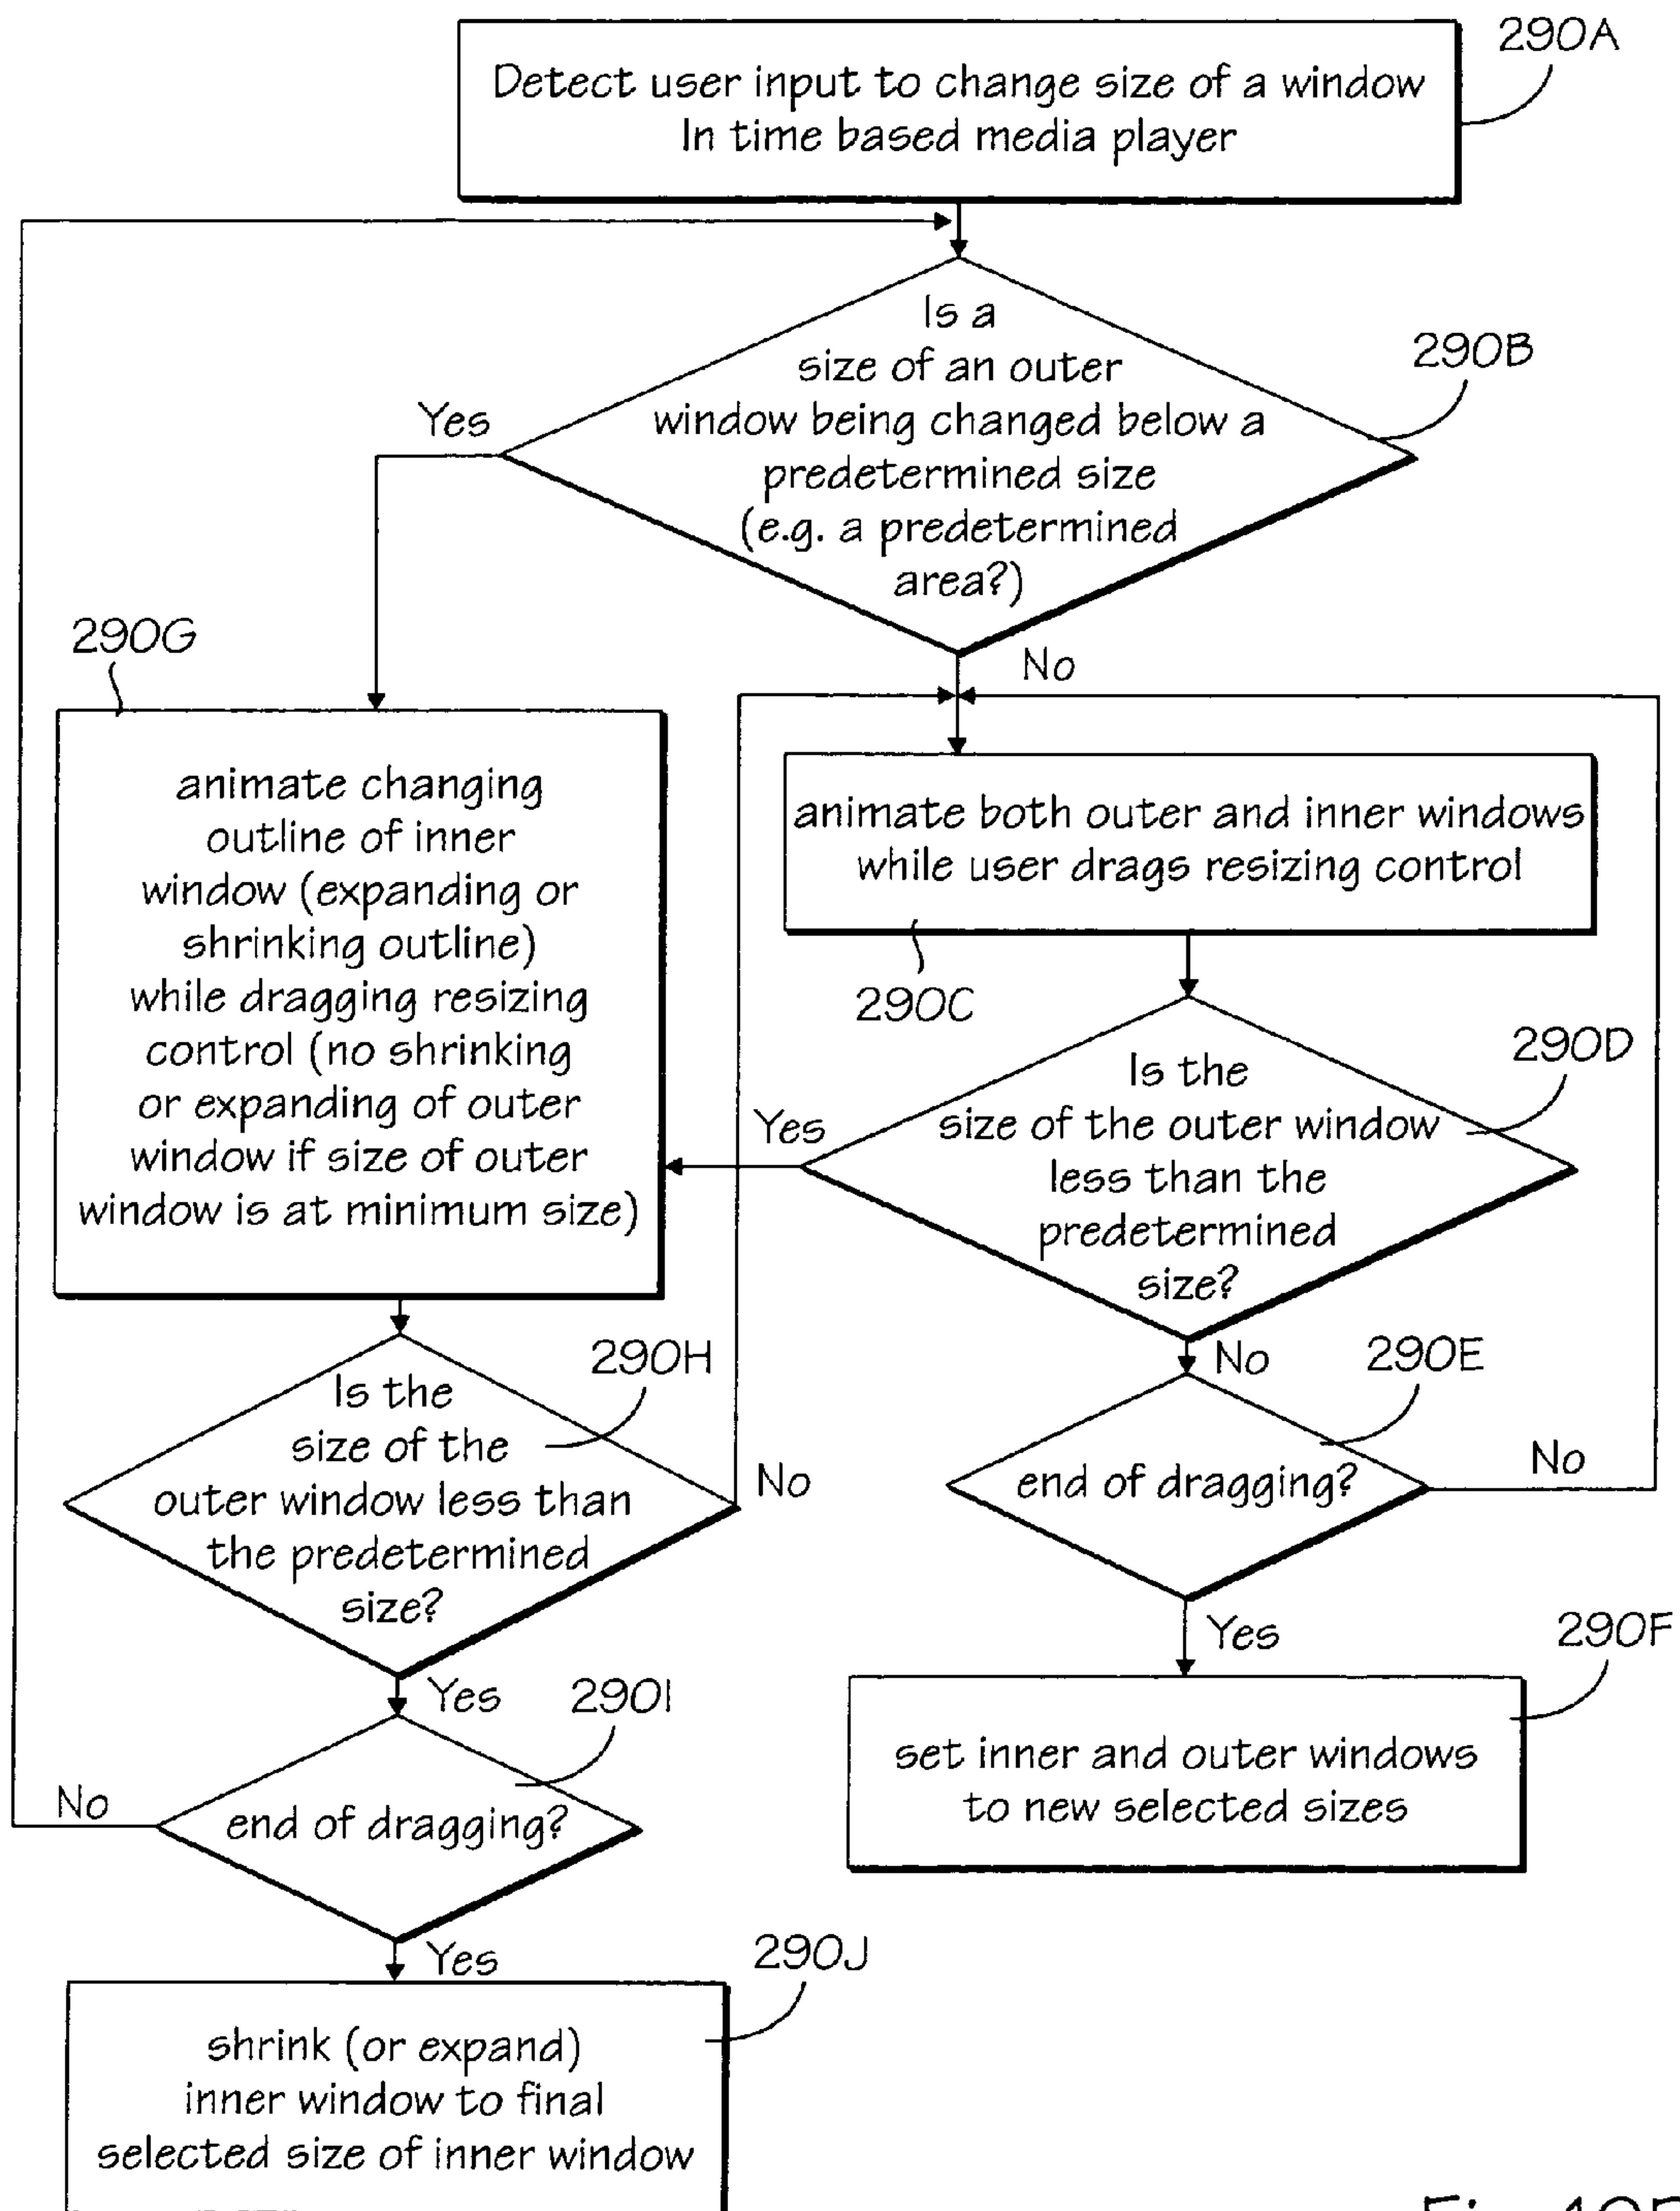 290A
Detect user input to change size of a window
In time based media player
Is a
size of an outer
window being changed below a
predetermined size
(e.g. a predetermined
area?)
290B
Yes
No
290G
animate changing
outline of inner
window (expanding or
shrinking outline)
while dragging resizing
control (no shrinking
or expanding of outer
window if size of outer
window is at minimum size)
animate both outer and inner windows
while user drags resizing control
290C
290D
Is the
size of the outer window
less than the
predetermined
size?
Yes
No
290H
Is the
size of the
outer window less than
the predetermined
size?
No
Yes
290E
end of dragging?
No
Yes
290F
set inner and outer windows
to new selected sizes
290I
end of dragging?
No
Yes
290J
shrink (or expand)
inner window to final
selected size of inner window